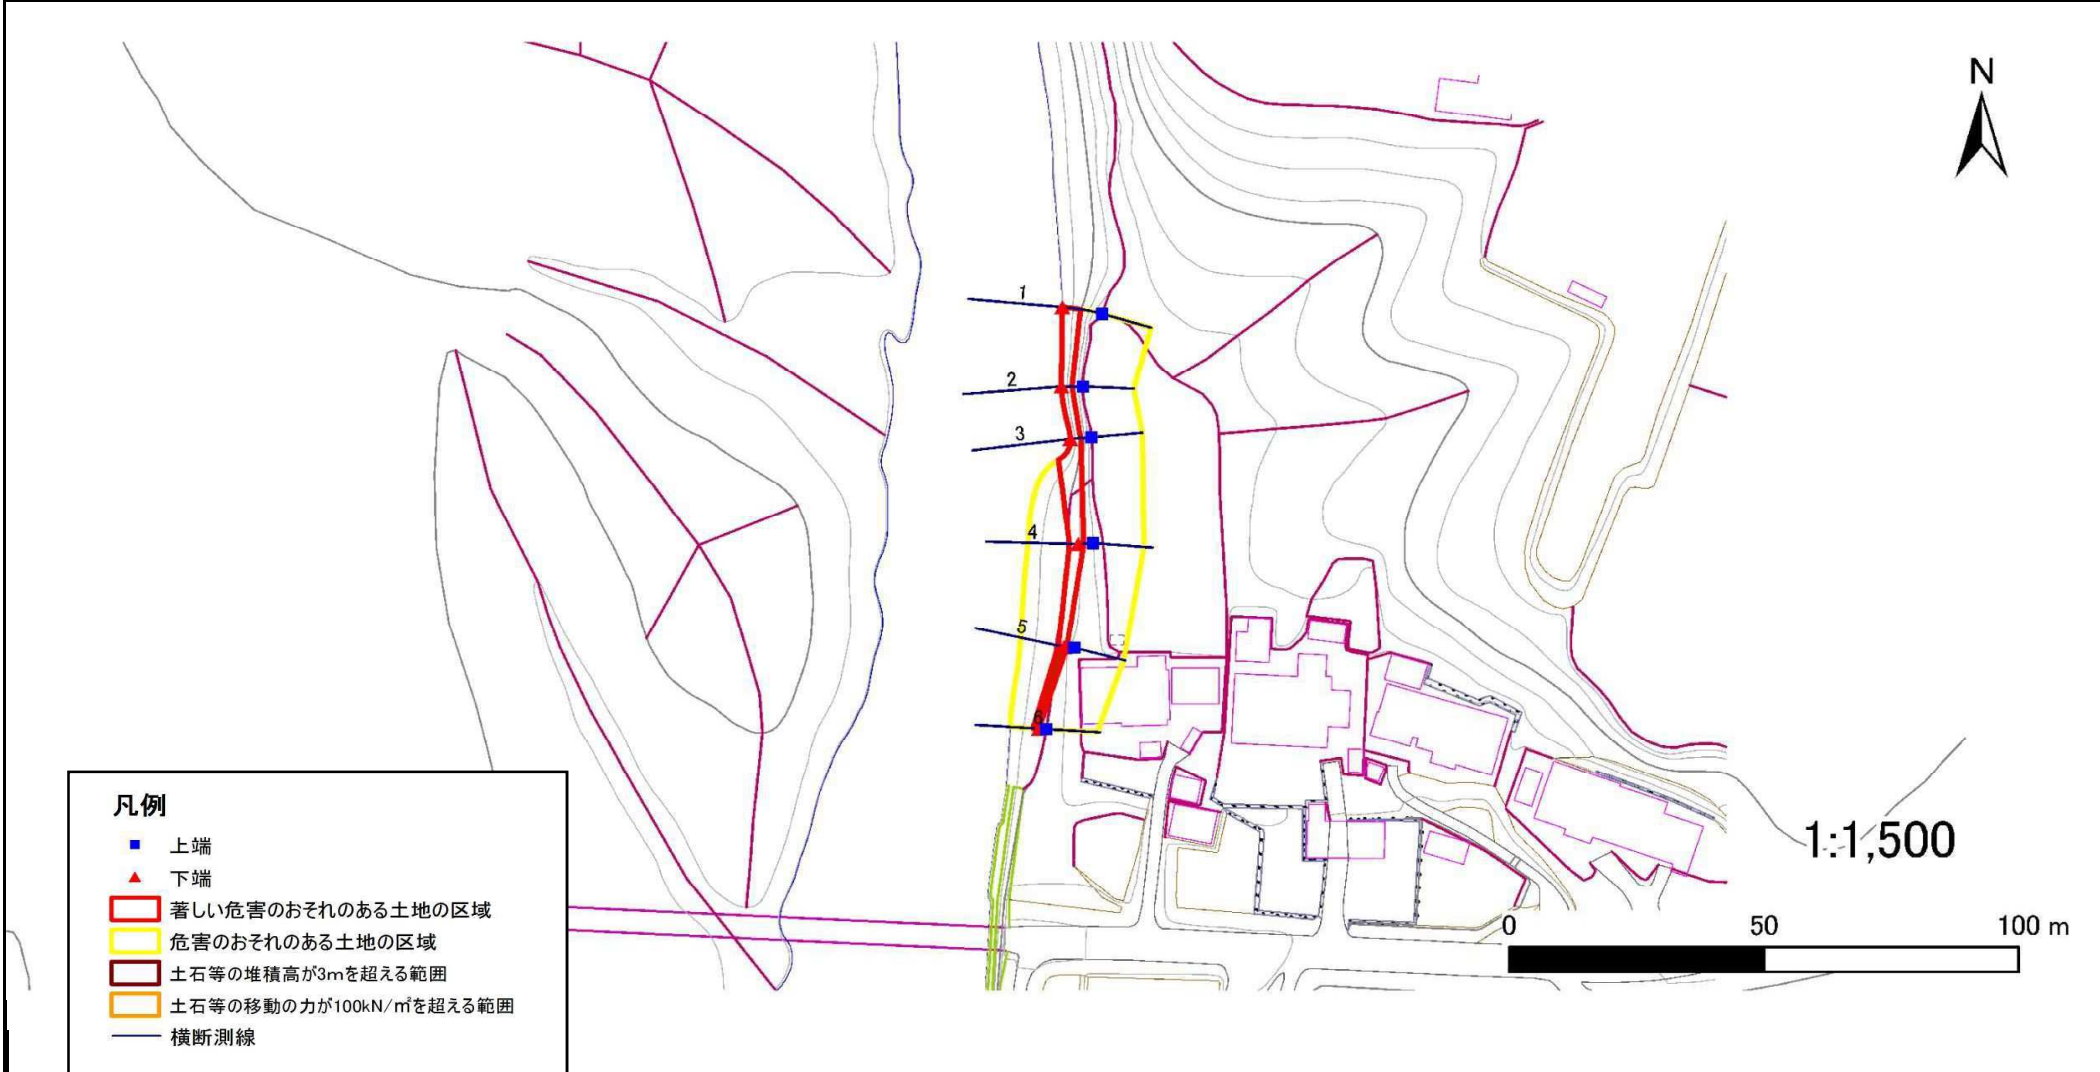 N
1
2
3
4
5
6
凡例
上端
下端
著しい危害のおそれのある土地の区域
危害のおそれのある土地の区域
土石等の堆積高が3mを超える範囲
土石等の移動の力が100kN/㎡を超える範囲
横断測線
1:1,500
0 50 100 m